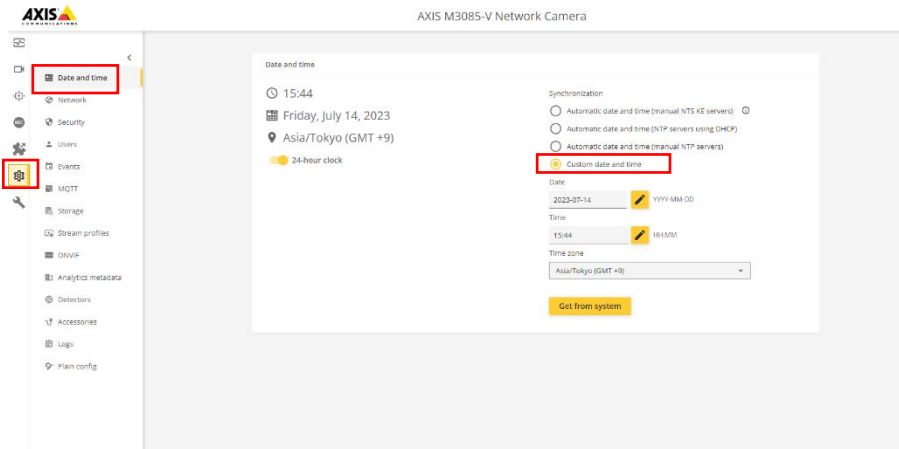 AXIS
COMMUNICATIONS
AXIS M3085-V Network Camera
Date and time
Network
Security
Users
Events
MQTT
Storage
Stream profiles
ONVIF
Analytics metadata
Detectors
Accessories
Logs
Plain config
Date and time
15:44
Friday, July 14, 2023
Asia/Tokyo (GMT +9)
24-hour clock
Synchronization
Automatic date and time (manual NTS KE servers)
Automatic date and time (NTP servers using DHCP)
Automatic date and time (manual NTP servers)
Custom date and time
Date
2023-07-14 YYYY-MM-DD
Time
15:44 HH:MM
Time zone
Asia/Tokyo (GMT +9)
Get from system